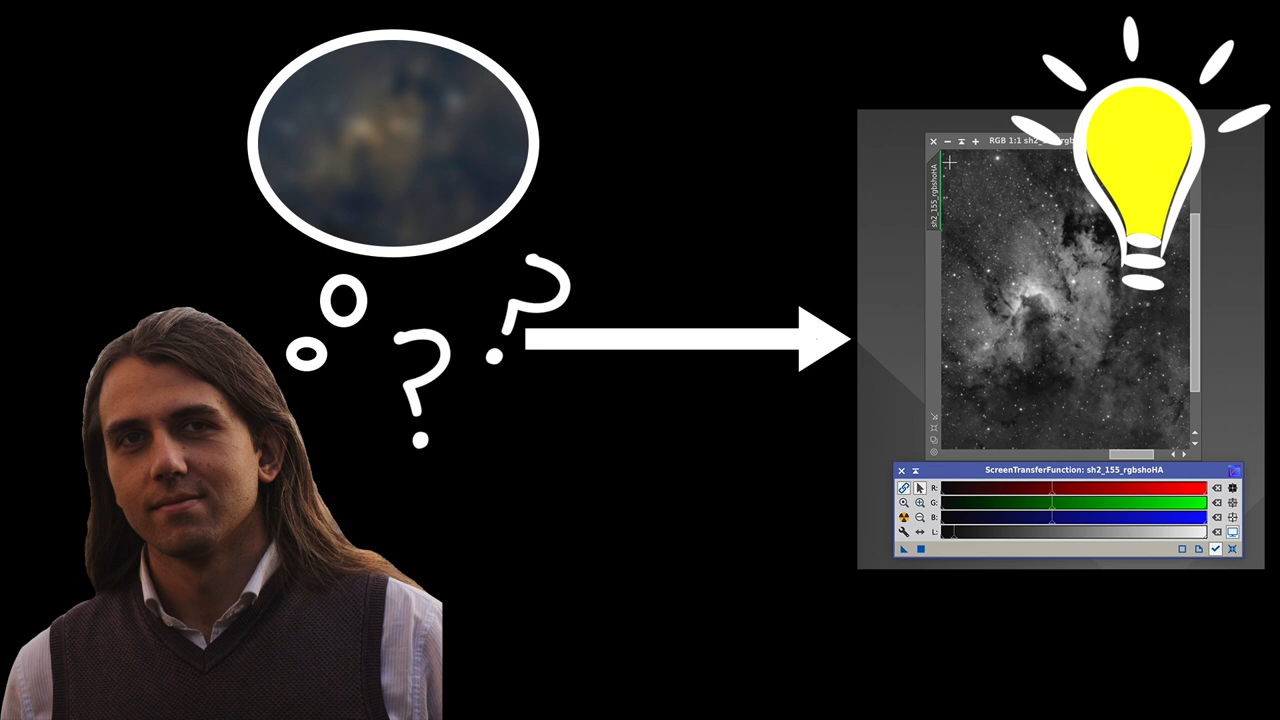 ? ?
RGB 1:1 sh2_
sh2_155_rgbshoHA
ScreenTransferFunction: sh2_155_rgbshoHA
R:
G:
B:
L: